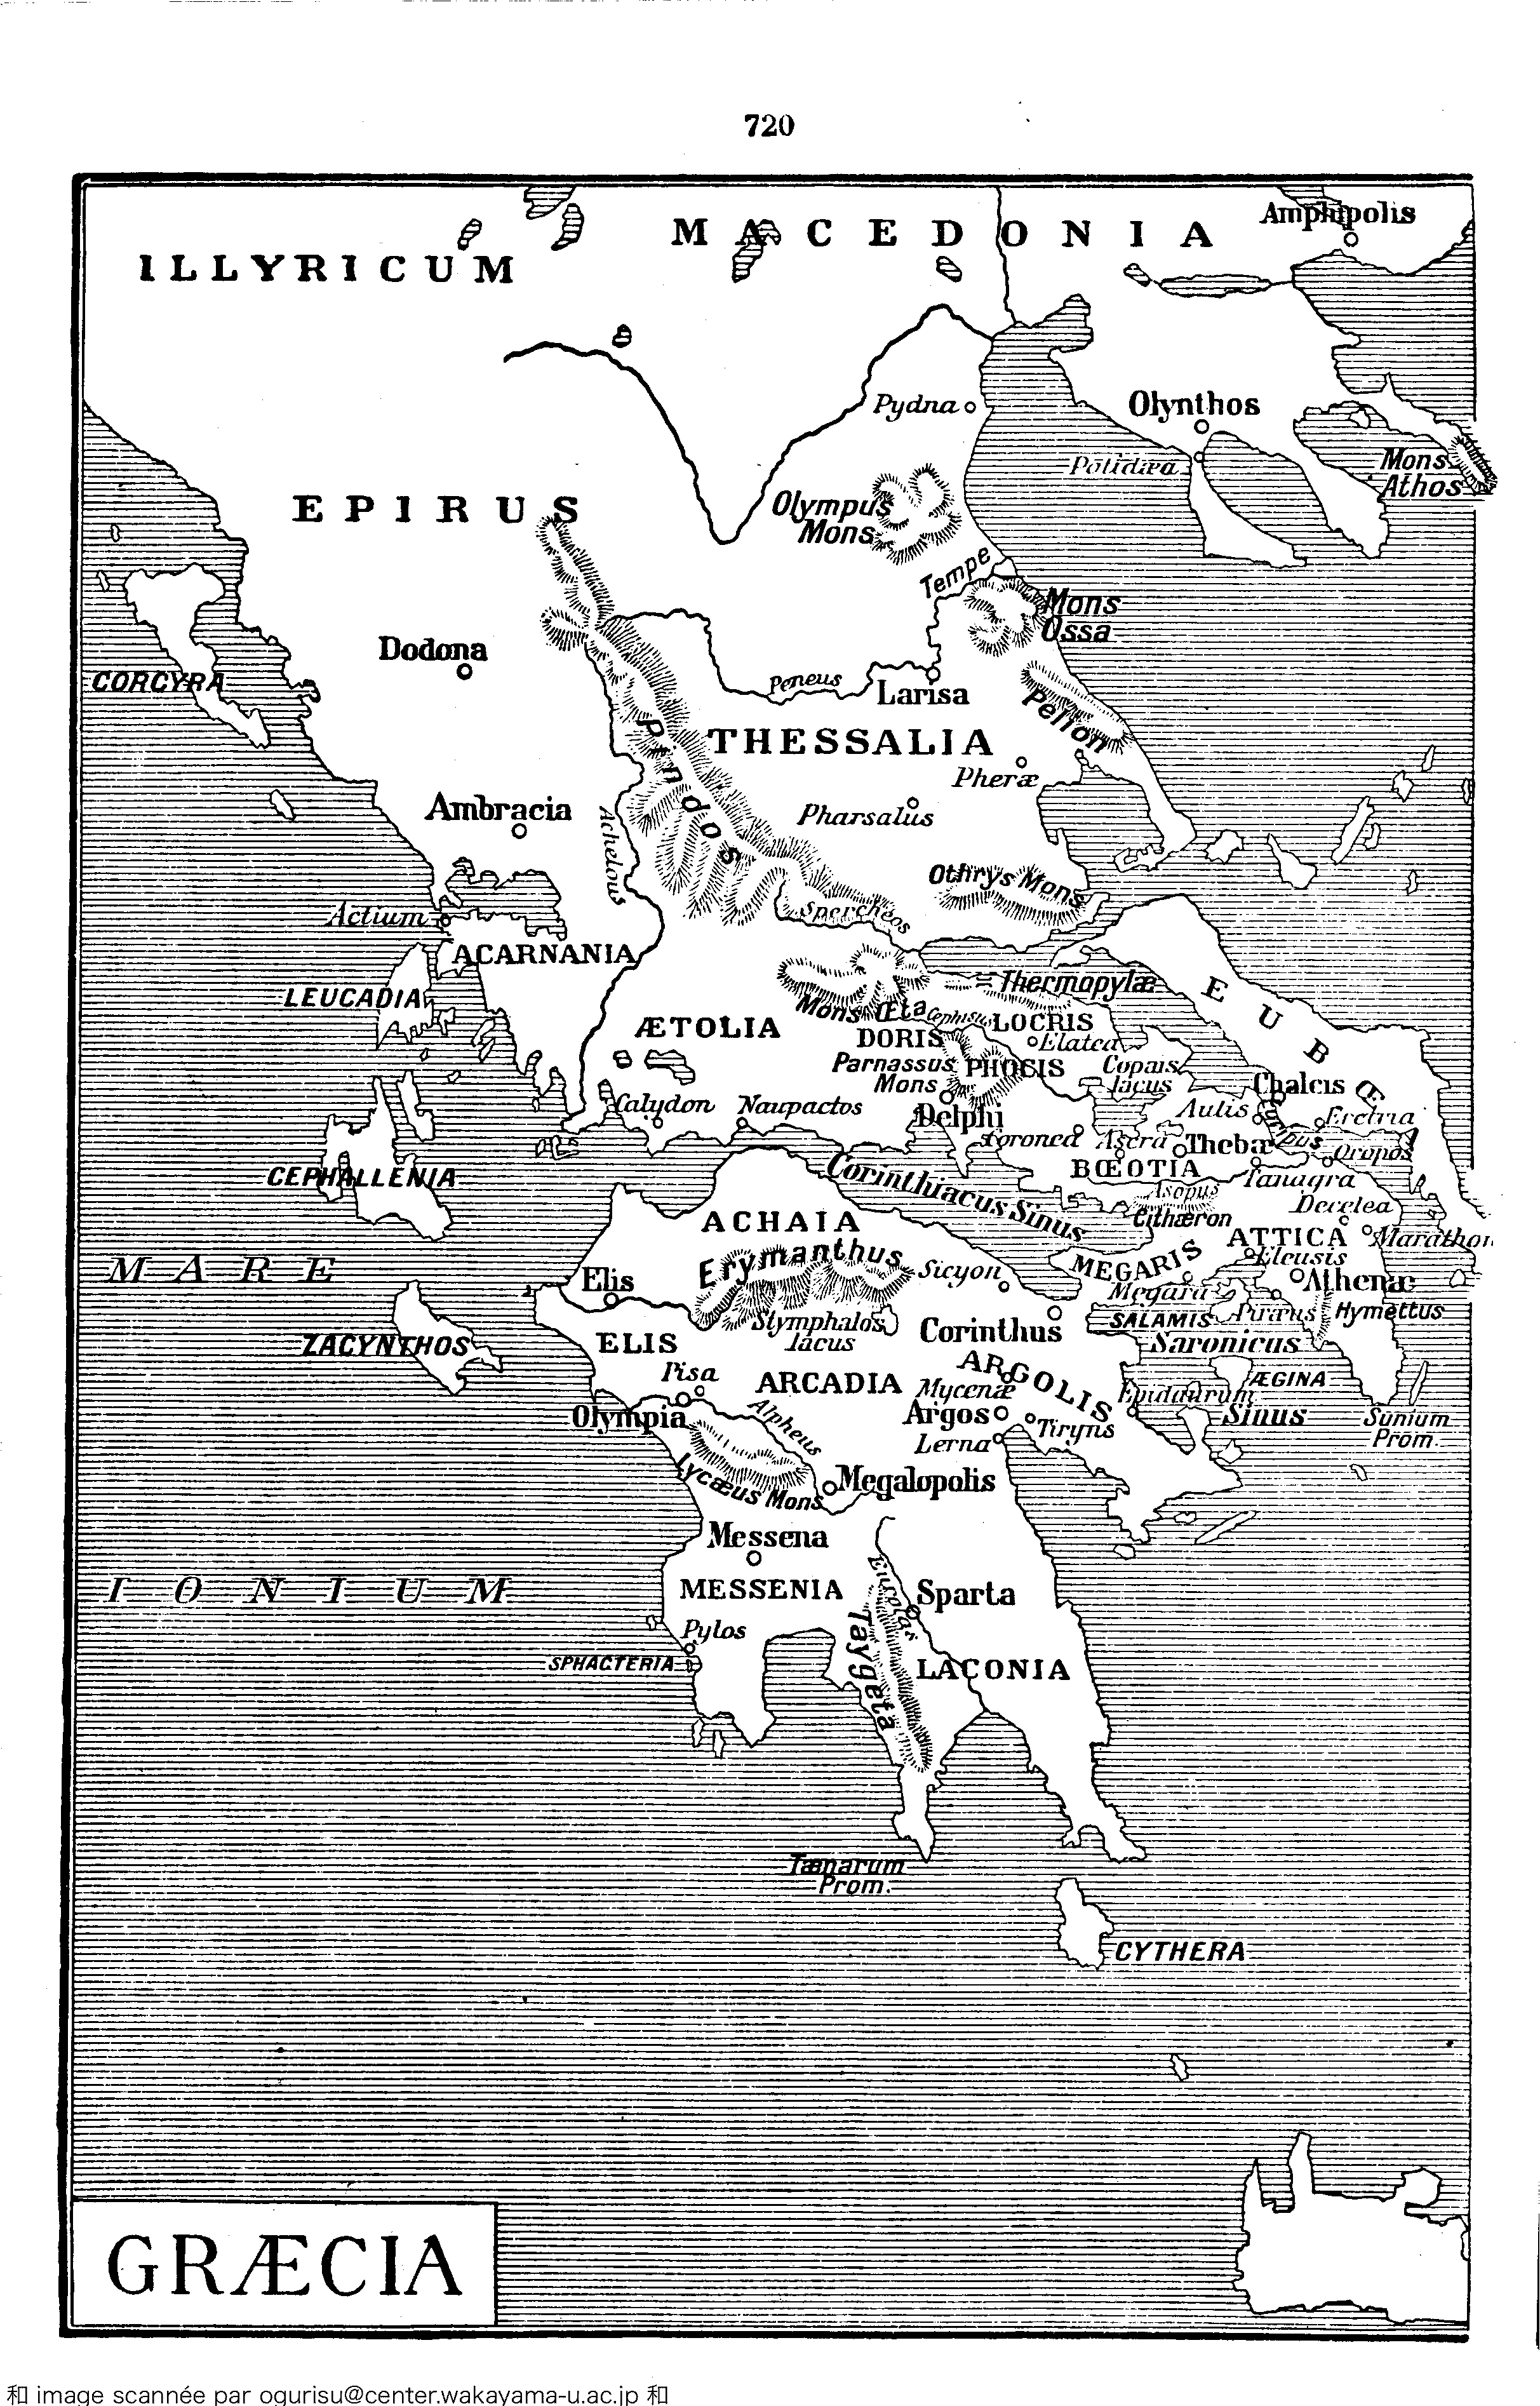 720
MACEDONIA
Amphipolis
ILLYRICUM
Pydna
Olynthos
Potidæa
Mons
Athos
EPIRUS
Olympus
Mons
Tempe
Mons
Ossa
Dodona
CORCYRA
Peneus
Larisa
Pelion
Pindos
THESSALIA
Pheræ
Ambracia
Pharsalus
Achelous
Othrys Mons
Actium
Spercheos
ACARNANIA
LEUCADIA
Thermopylæ
EUBŒA
Mons Œta
Cephisus
LOCRIS
ÆTOLIA
DORIS
Elatea
Parnassus
Mons
PHOCIS
Copais
lacus
Chalcis
Calydon
Naupactos
Delphi
Aulis
Euripus
Eretria
Coronea
Ascra
Thebæ
Oropos
CEPHALLENIA
Corinthiacus Sinus
BŒOTIA
Tanagra
Asopus
Cithæron
Decelea
ACHAIA
ATTICA
Marathon
MARE
Erymanthus
Sicyon
MEGARIS
Eleusis
Elis
Megara
Athenæ
ZACYNTHOS
Stymphalos
lacus
Corinthus
SALAMIS
Piræus
Hymettus
ELIS
Saronicus
Pisa
ARCADIA
ARGOLIS
Mycenæ
Epidaurum
ÆGINA
Olympia
Alpheus
Argos
Tiryns
Sinus
Sunium
Prom.
Lerna
Lycæus Mons
Megalopolis
Messena
IONIUM
MESSENIA
Eurotas
Sparta
Pylos
Taygeta
SPHACTERIA
LACONIA
Tænarum
Prom.
CYTHERA
GRÆCIA
和 image scannée par ogurisu@center.wakayama-u.ac.jp 和